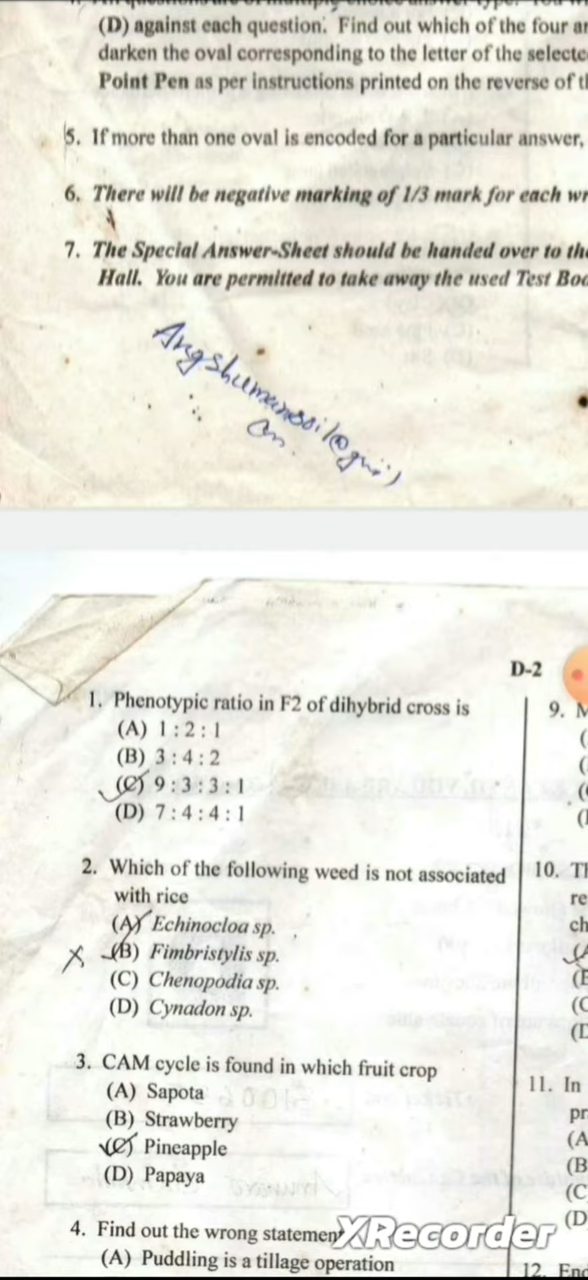 (D) against each question. Find out which of the four
darken the oval corresponding to the letter of the
Point Pen as per instructions printed on the reverse of
5. If more than one oval is encoded for a particular answer,
6. There will be negative marking of 1/3 mark for each
7. The Special Answer-Sheet should be handed over to
Hall. You are permitted to take away the used Test
D-2
1. Phenotypic ratio in F2 of dihybrid cross is
(A) 1 : 2 : 1
(B) 3 : 4 : 2
(C) 9 : 3 : 3 : 1
(D) 7 : 4 : 4 : 1
2. Which of the following weed is not associated
with rice
(A) Echinocloa sp.
(B) Fimbristylis sp.
(C) Chenopodia sp.
(D) Cynadon sp.
3. CAM cycle is found in which fruit crop
(A) Sapota
(B) Strawberry
(C) Pineapple
(D) Papaya
4. Find out the wrong
(A) Puddling is a tillage operation
9.
10.
11. In
12.
XRecorder